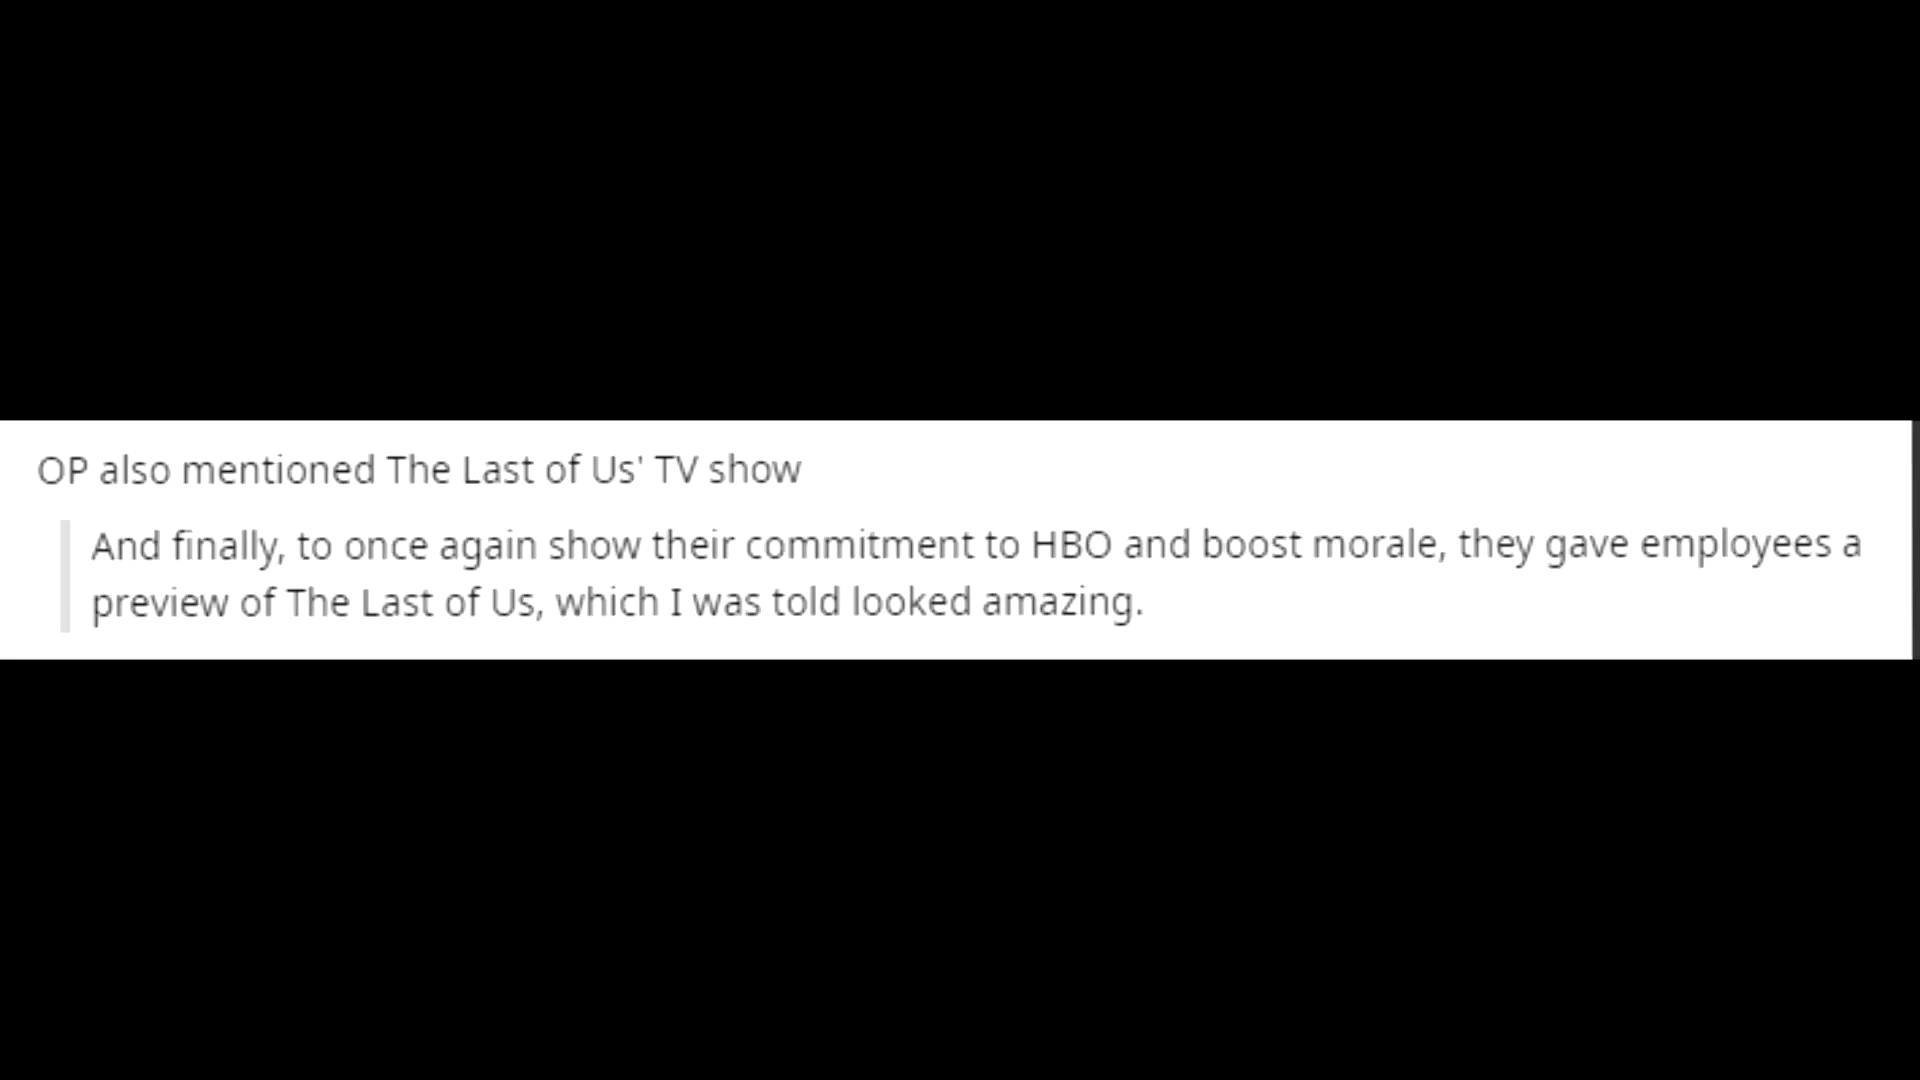 OP also mentioned The Last of Us' TV show
And finally, to once again show their commitment to HBO and boost morale, they gave employees a
preview of The Last of Us, which I was told looked amazing.